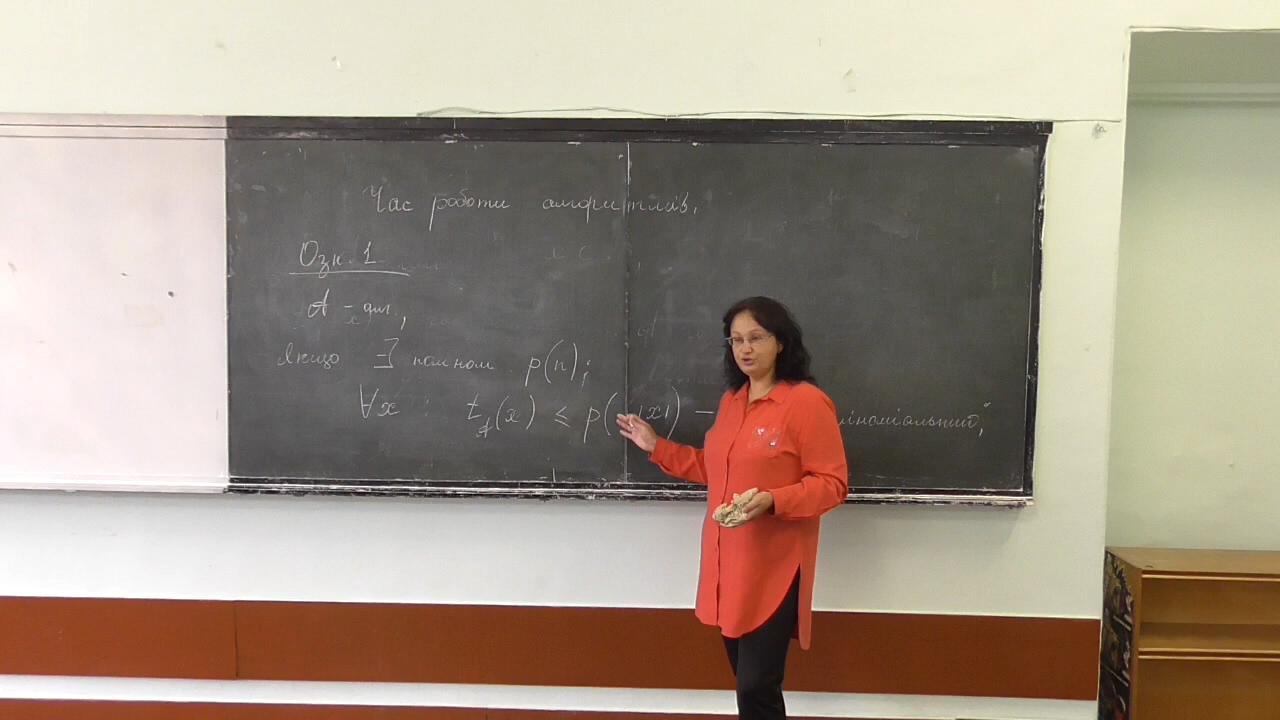 Час роботи алгоритмів.
Озн. 1
A – алг.,
Якщо ∃ поліном p(n):
∀x : t_A(x) ≤ p(|x|) –